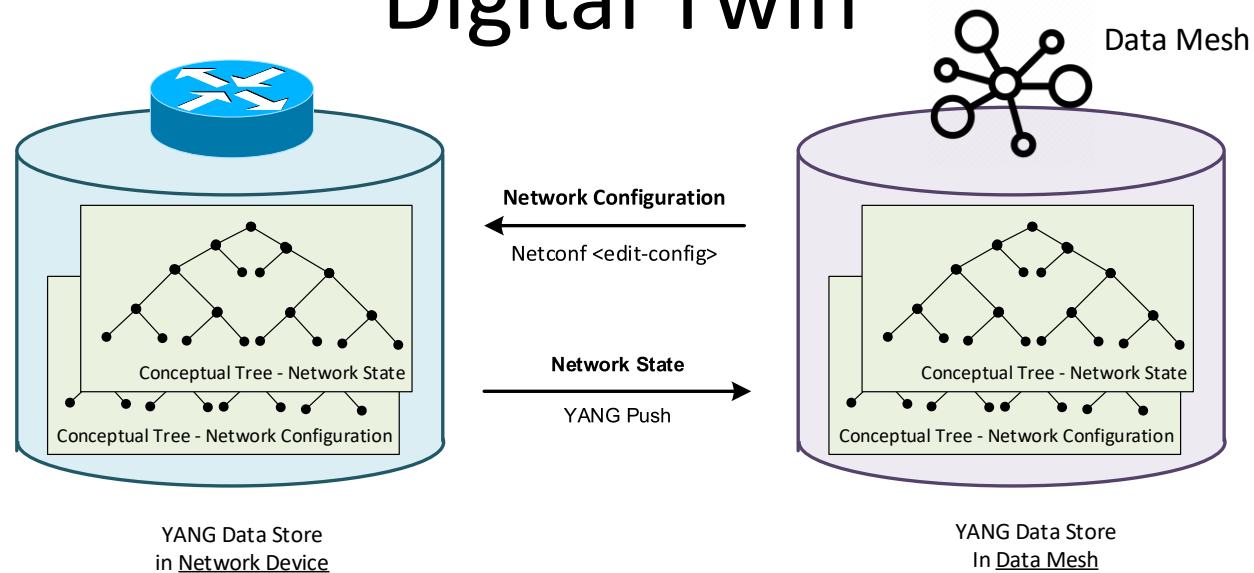 Digital Twin
Data Mesh
Network Configuration
Netconf <edit-config>
Network State
YANG Push
Conceptual Tree - Network State
Conceptual Tree - Network Configuration
Conceptual Tree - Network State
Conceptual Tree - Network Configuration
YANG Data Store
in Network Device
YANG Data Store
In Data Mesh